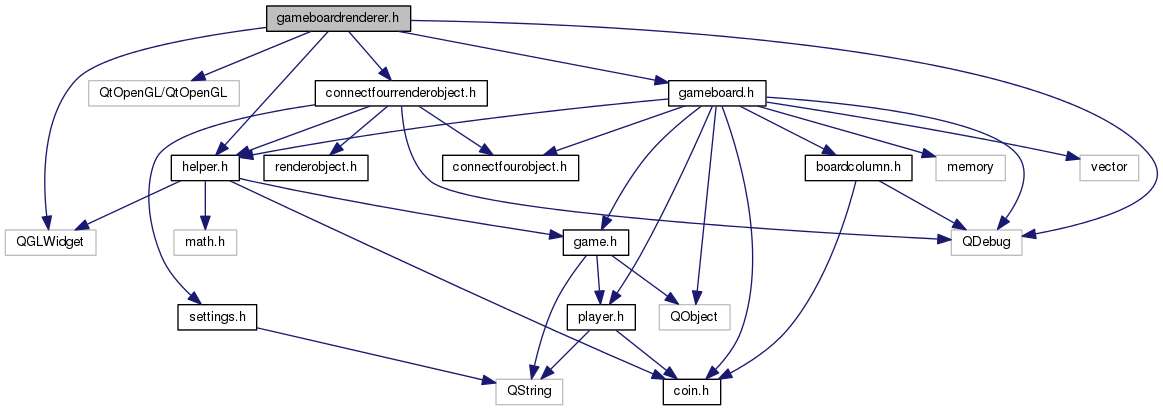 gameboardrenderer.h
QtOpenGL/QtOpenGL
connectfourrenderobject.h
gameboard.h
helper.h
renderobject.h
connectfourobject.h
boardcolumn.h
memory
vector
QGLWidget
math.h
game.h
QDebug
settings.h
player.h
QObject
QString
coin.h